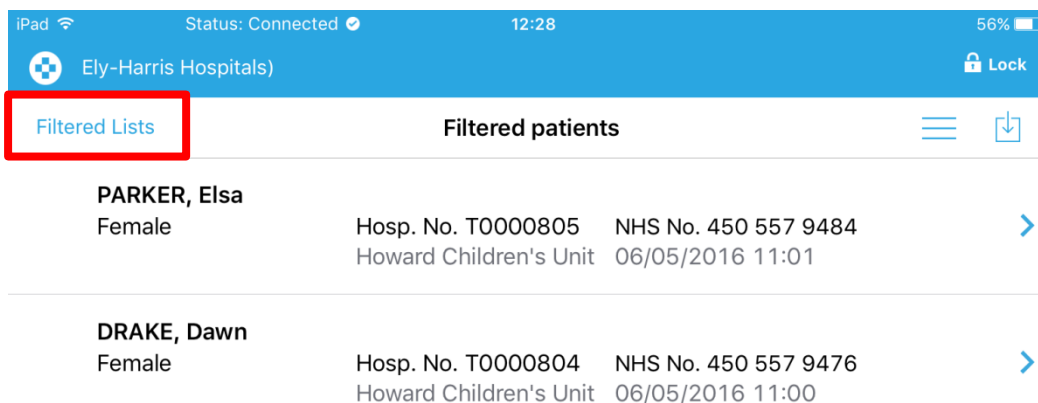 iPad Status: Connected 12:28 56%
Ely-Harris Hospitals) Lock
Filtered Lists Filtered patients
PARKER, Elsa
Female Hosp. No. T0000805 NHS No. 450 557 9484
Howard Children's Unit 06/05/2016 11:01
DRAKE, Dawn
Female Hosp. No. T0000804 NHS No. 450 557 9476
Howard Children's Unit 06/05/2016 11:00